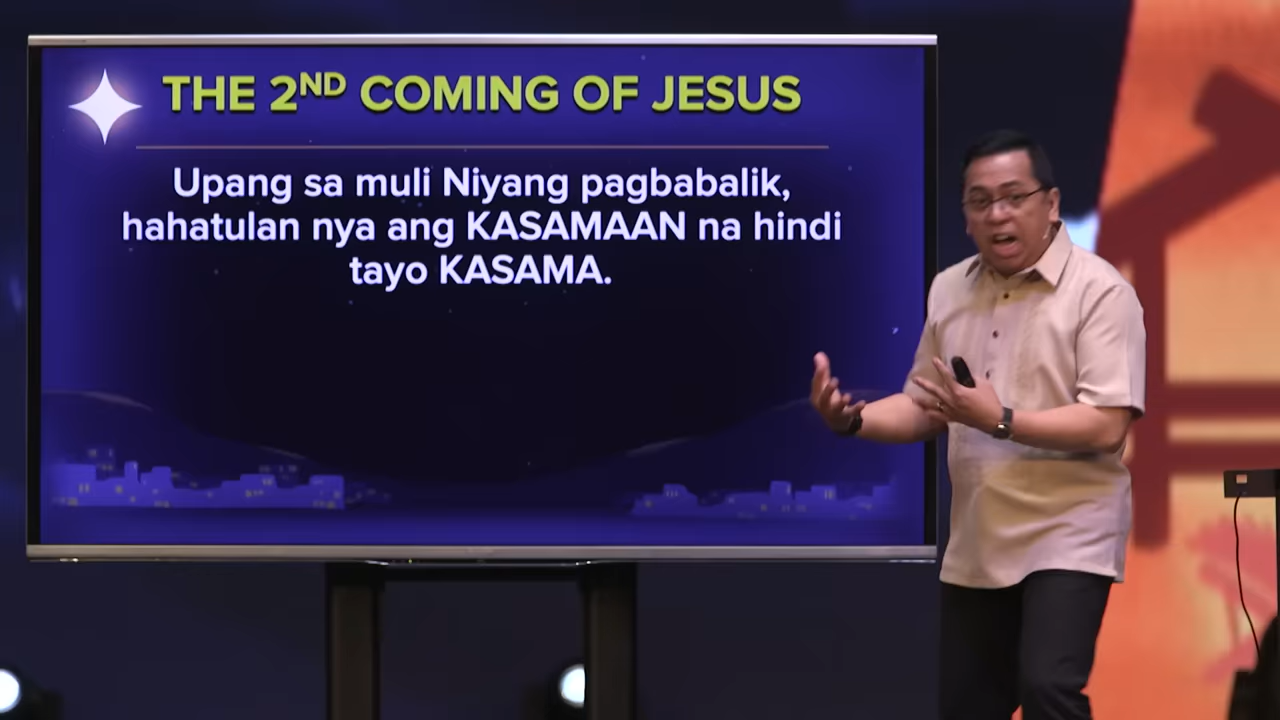 THE 2ND COMING OF JESUS
Upang sa muli Niyang pagbabalik,
hahatulan nya ang KASAMAAN na hindi
tayo KASAMA.